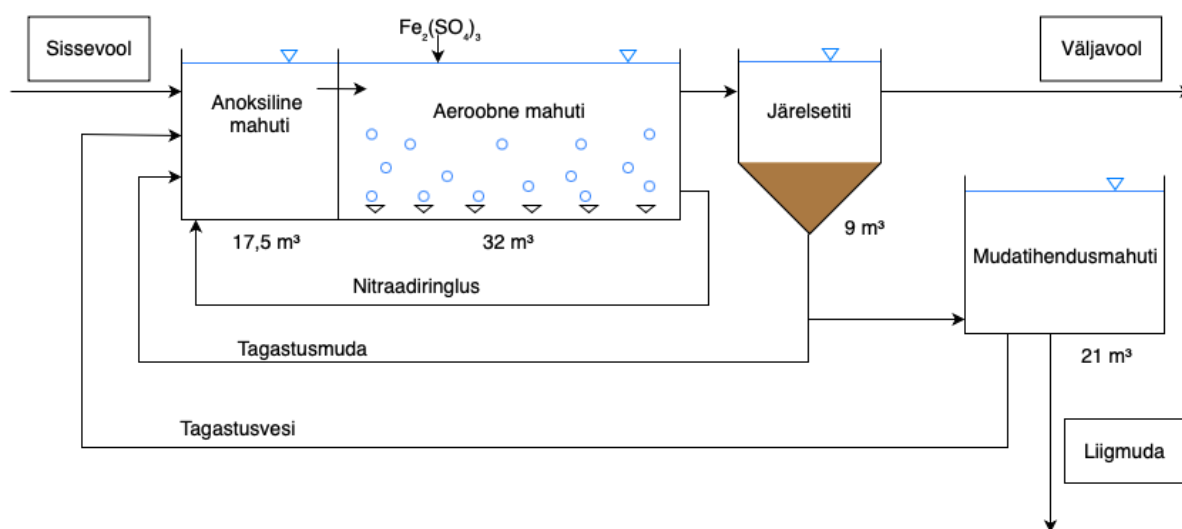 Fe₂(SO₄)₃
Sissevool
Väljavool
Anoksiline
mahuti
Aeroobne mahuti
Järelsetiti
17,5 m³
32 m³
9 m³
Mudatihendusmahuti
Nitraadiringlus
Tagastusmuda
21 m³
Tagastusvesi
Liigmuda